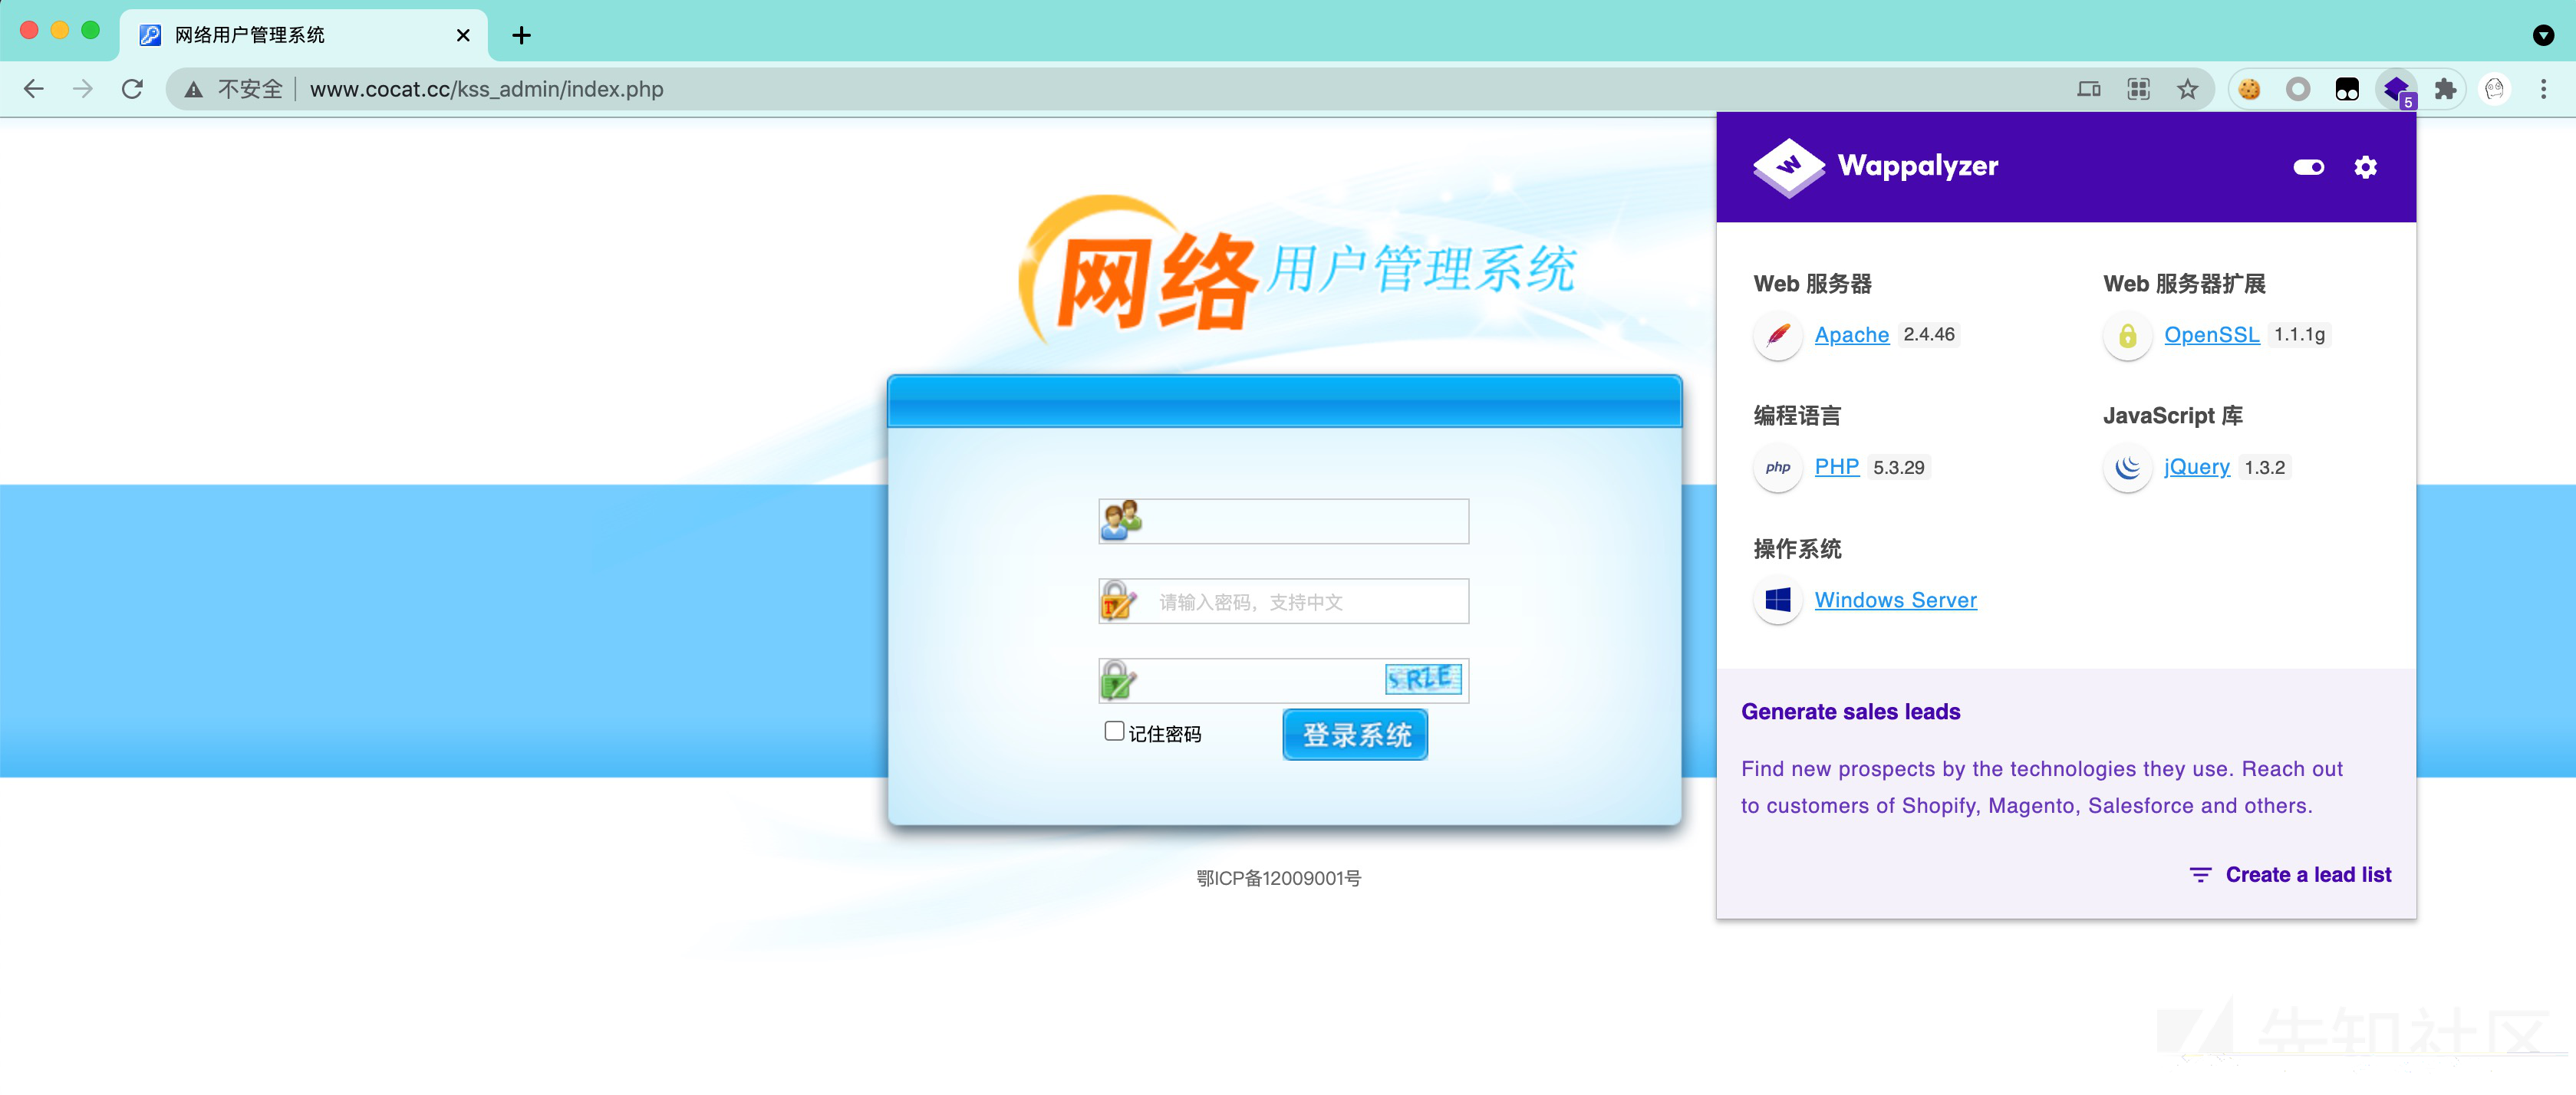 网络用户管理系统
不安全 www.cocat.cc/kss_admin/index.php
5
网络用户管理系统
请输入密码，支持中文
记住密码
登录系统
鄂ICP备12009001号
Wappalyzer
Web 服务器
Apache 2.4.46
Web 服务器扩展
OpenSSL 1.1.1g
编程语言
php PHP 5.3.29
JavaScript 库
jQuery 1.3.2
操作系统
Windows Server
Generate sales leads
Find new prospects by the technologies they use. Reach out
to customers of Shopify, Magento, Salesforce and others.
Create a lead list
先知社区